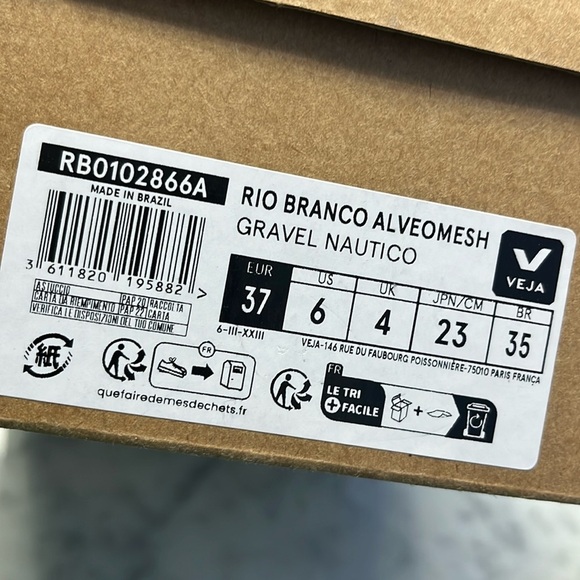 RB0102866A
MADE IN BRAZIL
3 611820 195882 >
RIO BRANCO ALVEOMESH
GRAVEL NAUTICO
VEJA
EUR US UK JPN/CM BR
37 6 4 23 35
6-III-XXIII
VEJA-146 RUE DU FAUBOURG POISSONNIÈRE-75010 PARIS FRANÇA
ASTUCCIO PAP 20 RACCOLTA
CARTA DA RIEMPIMENTO PAP 22 CARTA
VERIFICA LE DISPOSIZIONI DEL TUO COMUNE
紙
FR
quefairedemesdechets.fr
FR
LE TRI
+ FACILE
+